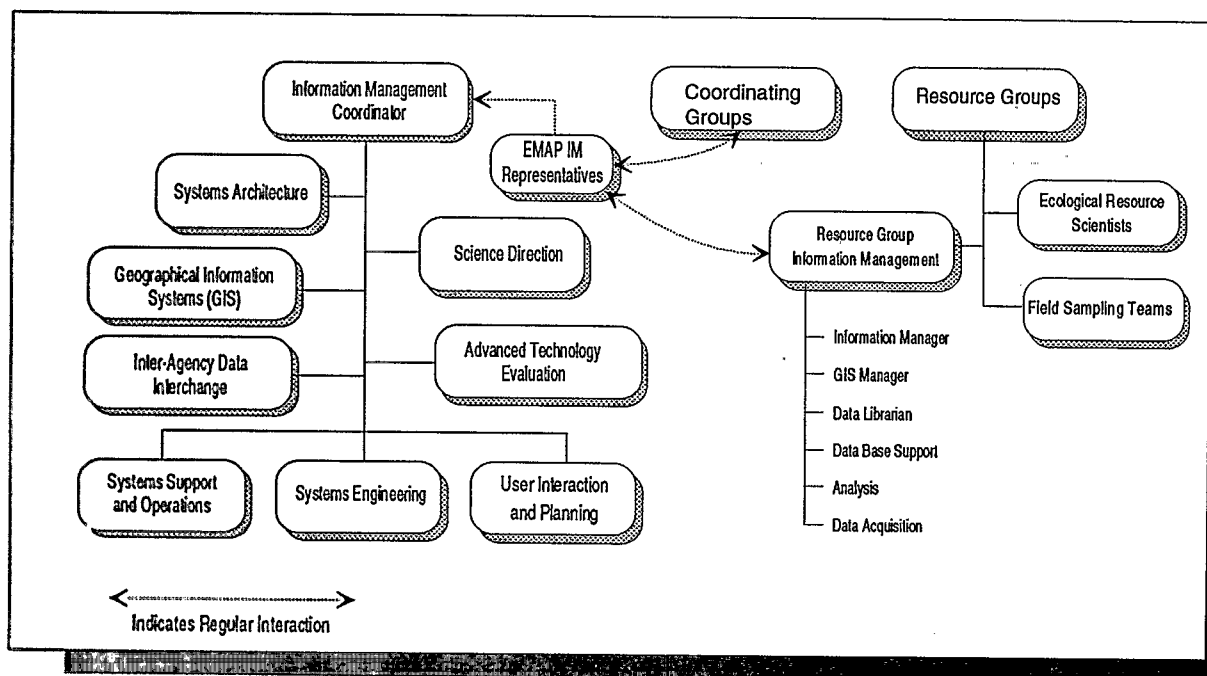 Information Management
Coordinator
Coordinating
Groups
Resource Groups
EMAP IM
Representatives
Systems Architecture
Ecological Resource
Scientists
Science Direction
Resource Group
Information Management
Geographical Information
Systems (GIS)
Field Sampling Teams
Inter-Agency Data
Interchange
Advanced Technology
Evaluation
Information Manager
GIS Manager
Data Librarian
Data Base Support
Analysis
Data Acquisition
Systems Support
and Operations
Systems Engineering
User Interaction
and Planning
Indicates Regular Interaction